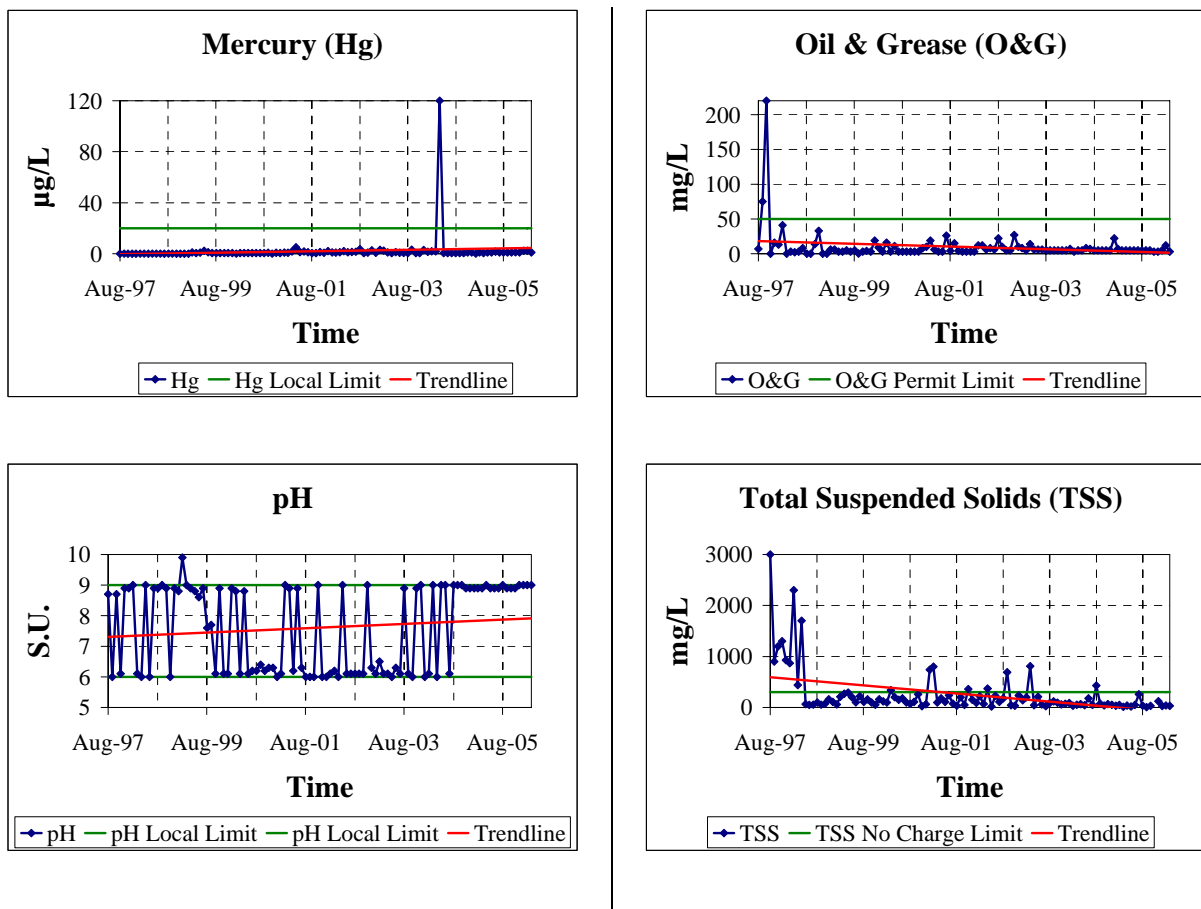 Mercury (Hg)
120
80
40
0
µg/L
Aug-97 Aug-99 Aug-01 Aug-03 Aug-05
Time
Hg Hg Local Limit Trendline
Oil & Grease (O&G)
200
150
100
50
0
mg/L
Aug-97 Aug-99 Aug-01 Aug-03 Aug-05
Time
O&G O&G Permit Limit Trendline
pH
10
9
8
7
6
5
S.U.
Aug-97 Aug-99 Aug-01 Aug-03 Aug-05
Time
pH pH Local Limit pH Local Limit Trendline
Total Suspended Solids (TSS)
3000
2000
1000
0
mg/L
Aug-97 Aug-99 Aug-01 Aug-03 Aug-05
Time
TSS TSS No Charge Limit Trendline